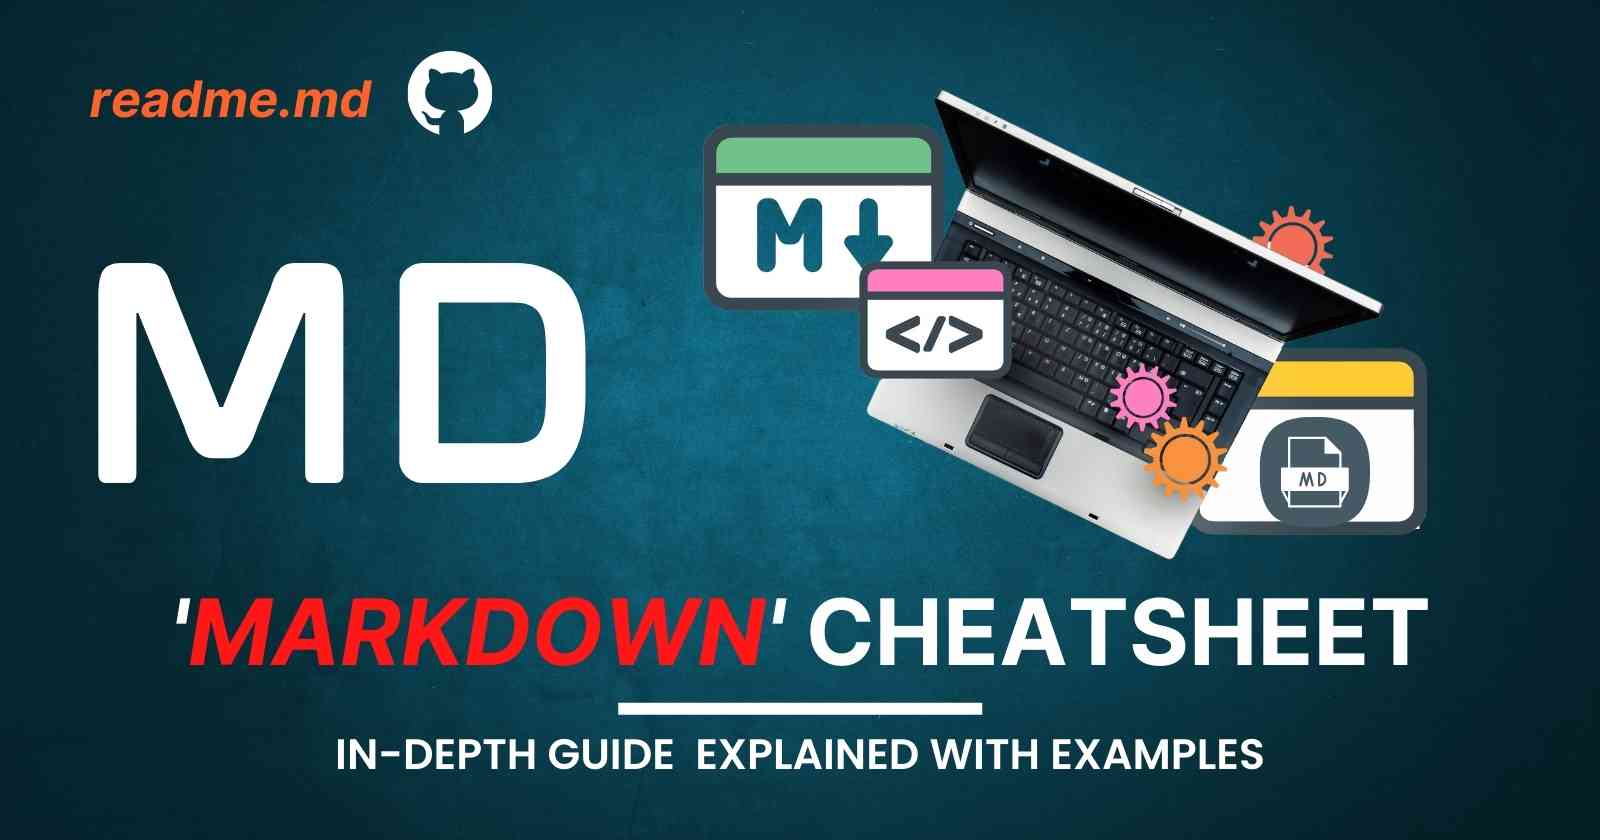 readme.md
MD
M
</>
MD
'MARKDOWN' CHEATSHEET
IN-DEPTH GUIDE EXPLAINED WITH EXAMPLES